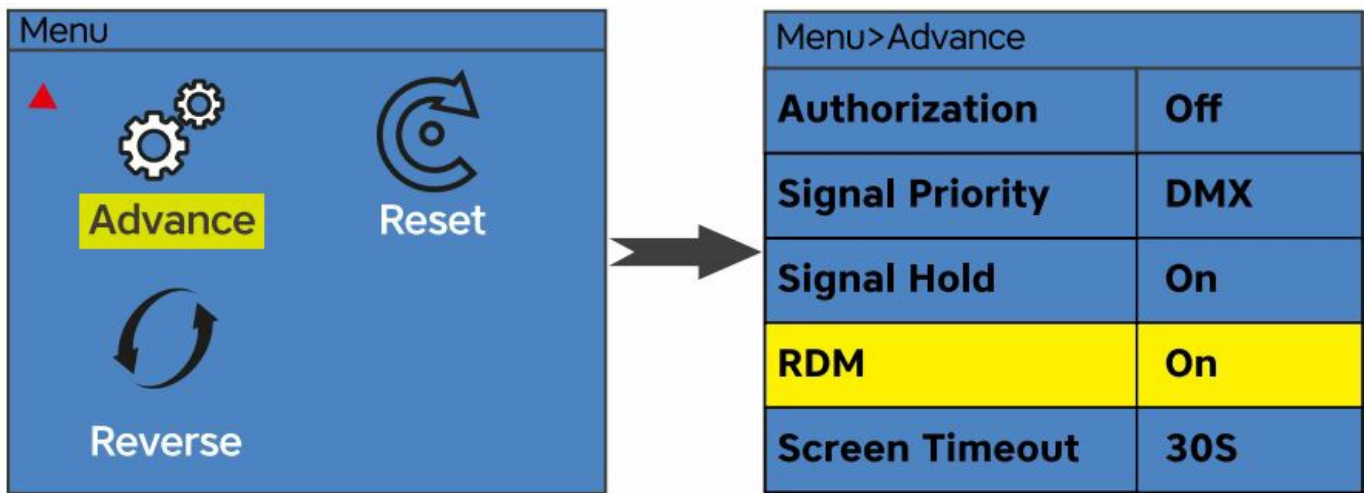 Menu
Advance
Reset
Reverse
Menu>Advance
Authorization Off
Signal Priority DMX
Signal Hold On
RDM On
Screen Timeout 30S